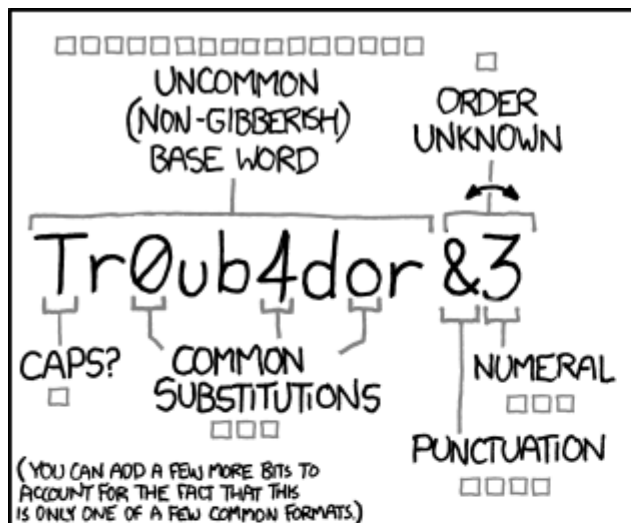 UNCOMMON
(NON-GIBBERISH)
BASE WORD
ORDER
UNKNOWN
Tr0ub4dor &3
CAPS?
COMMON
SUBSTITUTIONS
NUMERAL
PUNCTUATION
(YOU CAN ADD A FEW MORE BITS TO
ACCOUNT FOR THE FACT THAT THIS
IS ONLY ONE OF A FEW COMMON FORMATS.)